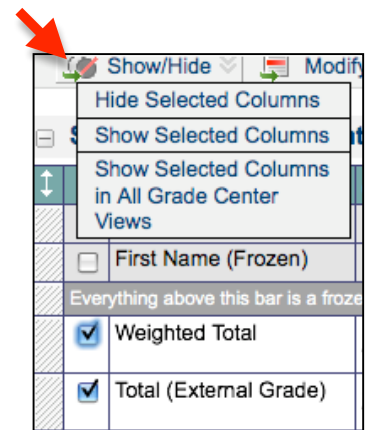 Show/Hide Modify
Hide Selected Columns
Show Selected Columns
Show Selected Columns
in All Grade Center
Views
First Name (Frozen)
Everything above this bar is a froze
Weighted Total
Total (External Grade)